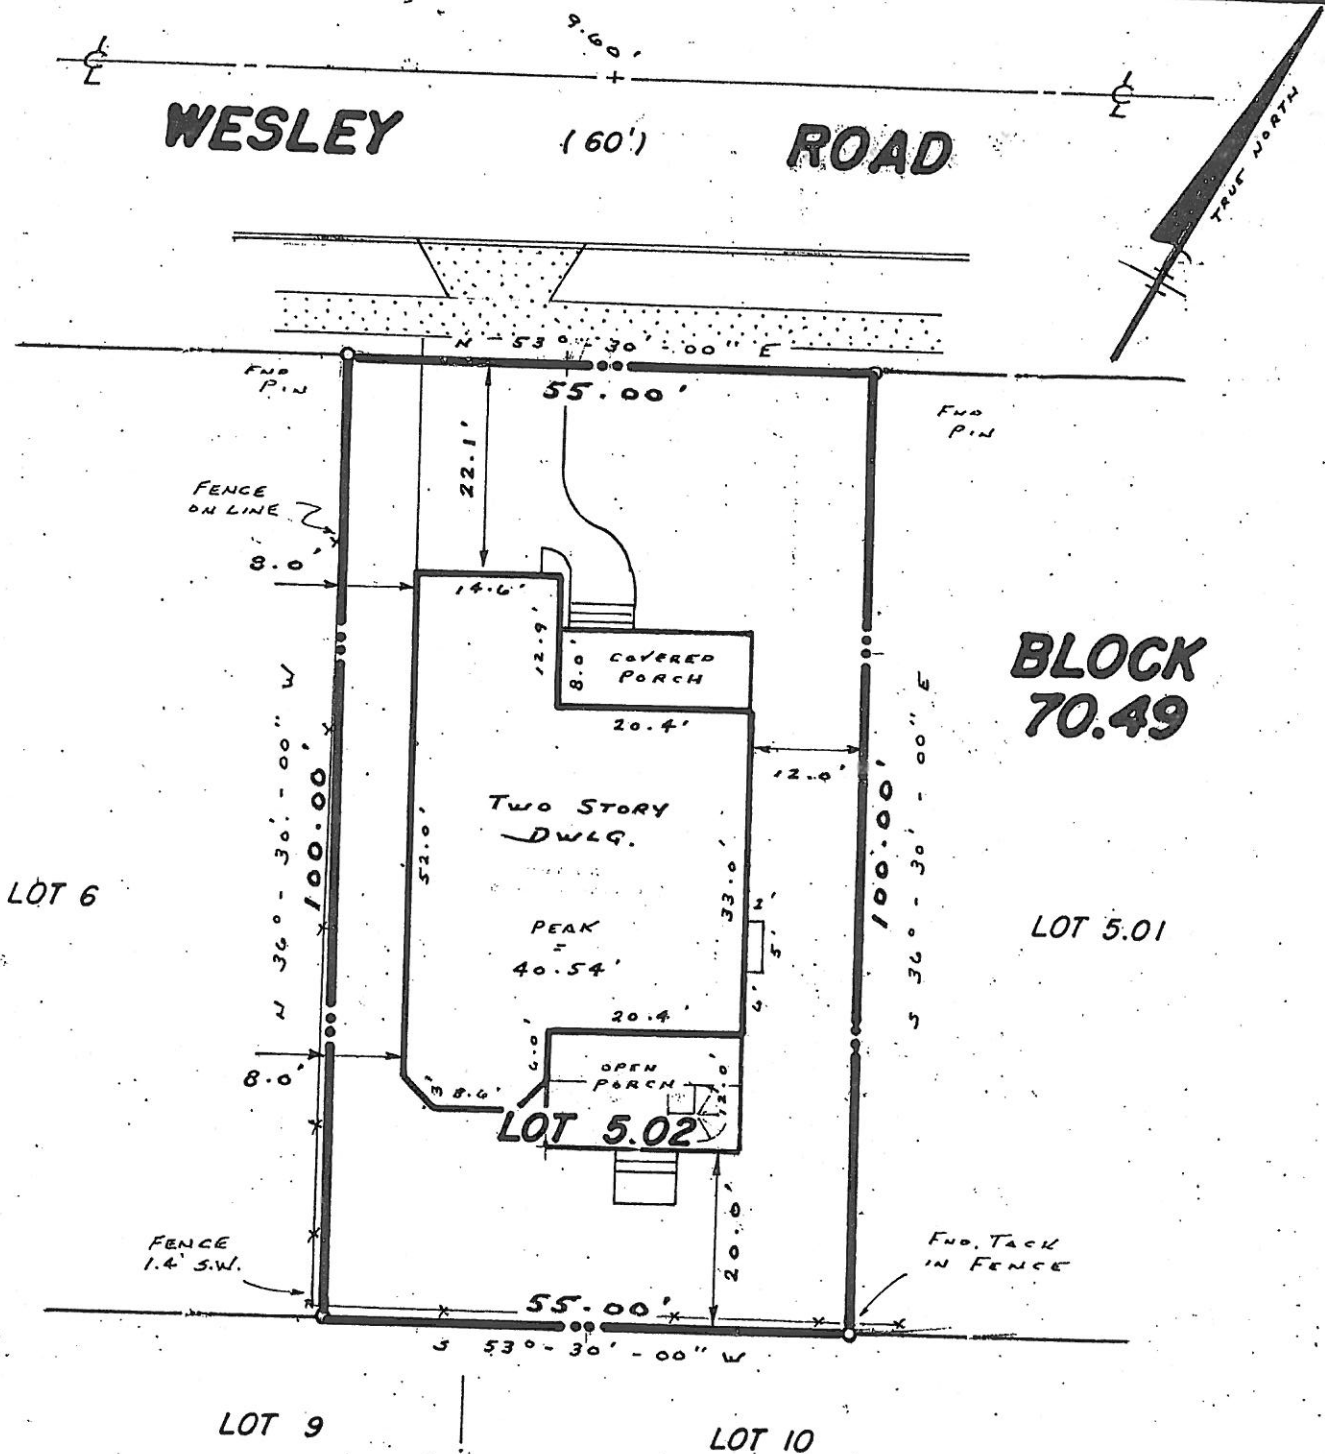 9.60'
℄
℄
WESLEY (60') ROAD
TRUE NORTH
N - 53° - 30' - 00" E
55.00'
FND
PIN
FND
PIN
22.1'
FENCE
ON LINE
8.0'
14.6'
12.9'
8.0'
COVERED
PORCH
20.4'
BLOCK
70.49
12.0'
N 36° - 30' - 00" W
100.00'
TWO STORY
DWLG.
52.0'
33.0'
100.00'
S 36° - 30' - 00" E
LOT 6
PEAK
=
40.54'
2'
5'
6'
LOT 5.01
20.4'
8.0'
6.0'
OPEN
PORCH
12.0'
3'
8.6'
LOT 5.02
20.0'
FENCE
1.4' S.W.
FND. TACK
IN FENCE
55.00'
S 53° - 30' - 00" W
LOT 9
LOT 10